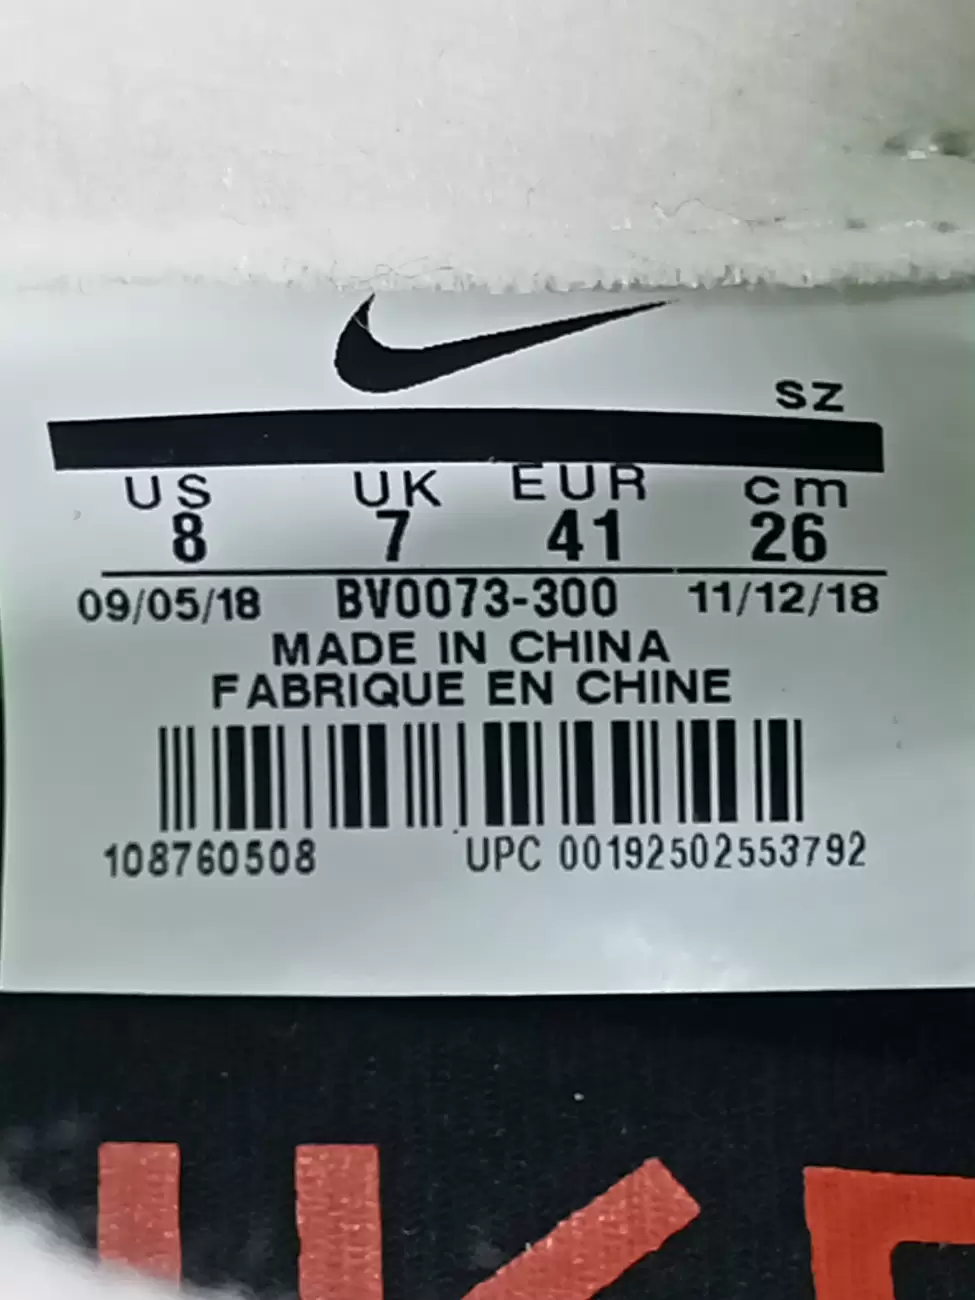 SZ
US UK EUR cm
8 7 41 26
09/05/18 BV0073-300 11/12/18
MADE IN CHINA
FABRIQUE EN CHINE
108760508 UPC 00192502553792